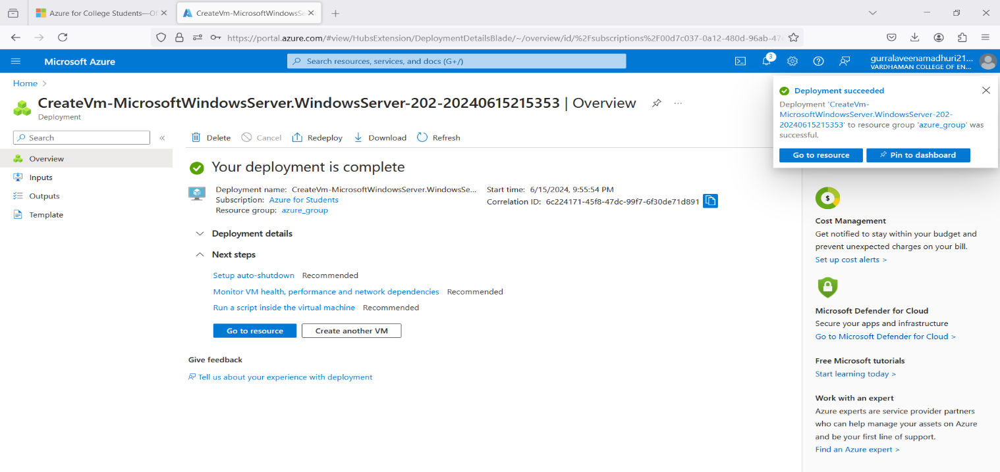 Azure for College Students—Of
CreateVm-MicrosoftWindowsSe
https://portal.azure.com/#view/HubsExtension/DeploymentDetailsBlade/~/overview/id/%2Fsubscriptions%2F00d7c037-0a12-480d-96ab-47
Microsoft Azure
Search resources, services, and docs (G+/)
3
gurralaveenamadhuri21...
VARDHAMAN COLLEGE OF EN...
Home
CreateVm-MicrosoftWindowsServer.WindowsServer-202-20240615215353 | Overview
Deployment
Deployment succeeded
Deployment 'CreateVm-
MicrosoftWindowsServer.WindowsServer-202-
20240615215353' to resource group 'azure_group' was
successful.
Go to resource
Pin to dashboard
Search
Delete
Cancel
Redeploy
Download
Refresh
Overview
Inputs
Outputs
Template
Your deployment is complete
Deployment name: CreateVm-MicrosoftWindowsServer.WindowsSe...
Subscription: Azure for Students
Resource group: azure_group
Start time: 6/15/2024, 9:55:54 PM
Correlation ID: 6c224171-45f8-47dc-99f7-6f30de71d891
Deployment details
Next steps
Setup auto-shutdown Recommended
Monitor VM health, performance and network dependencies Recommended
Run a script inside the virtual machine Recommended
Go to resource
Create another VM
Give feedback
Tell us about your experience with deployment
$
Cost Management
Get notified to stay within your budget and
prevent unexpected charges on your bill.
Set up cost alerts >
Microsoft Defender for Cloud
Secure your apps and infrastructure
Go to Microsoft Defender for Cloud >
Free Microsoft tutorials
Start learning today >
Work with an expert
Azure experts are service provider partners
who can help manage your assets on Azure
and be your first line of support.
Find an Azure expert >